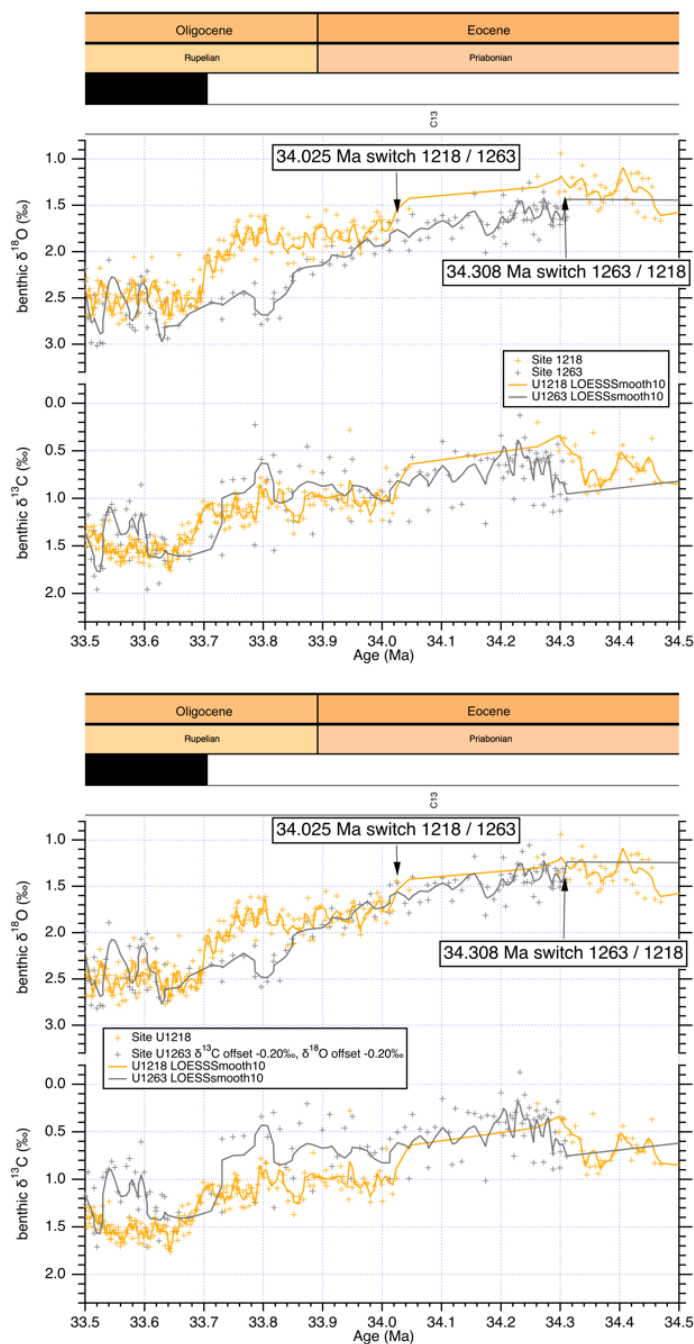 Oligocene
Eocene
Rupelian
Priabonian
C13
34.025 Ma switch 1218 / 1263
34.308 Ma switch 1263 / 1218
benthic δ18O (‰)
1.0
1.5
2.0
2.5
3.0
Site 1218
Site 1263
U1218 LOESSSmooth10
U1263 LOESSsmooth10
benthic δ13C (‰)
0.0
0.5
1.0
1.5
2.0
33.5 33.6 33.7 33.8 33.9 34.0 34.1 34.2 34.3 34.4 34.5
Age (Ma)
Oligocene
Eocene
Rupelian
Priabonian
C13
34.025 Ma switch 1218 / 1263
34.308 Ma switch 1263 / 1218
benthic δ18O (‰)
1.0
1.5
2.0
2.5
3.0
Site U1218
Site U1263 δ13C offset -0.20‰, δ18O offset -0.20‰
U1218 LOESSSmooth10
U1263 LOESSsmooth10
benthic δ13C (‰)
0.0
0.5
1.0
1.5
2.0
33.5 33.6 33.7 33.8 33.9 34.0 34.1 34.2 34.3 34.4 34.5
Age (Ma)